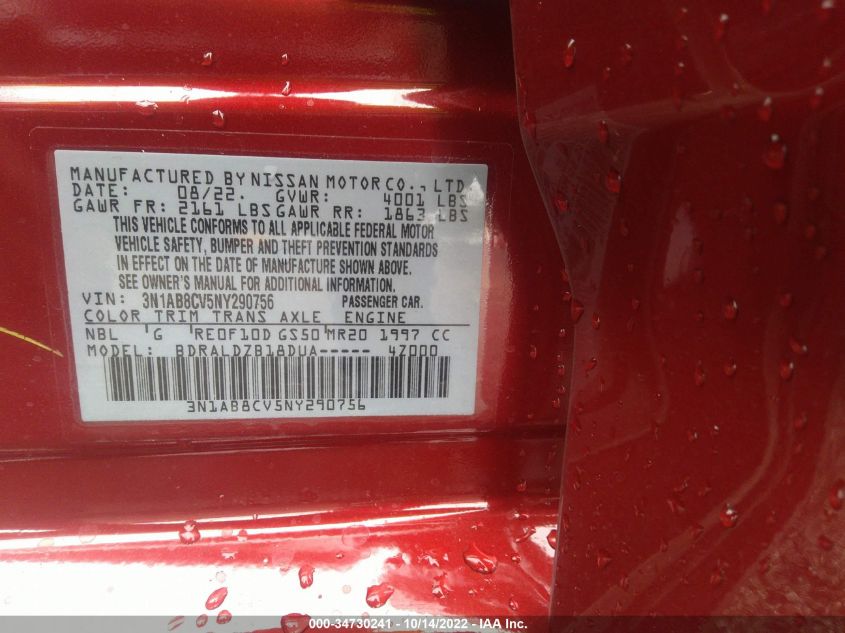 MANUFACTURED BY NISSAN MOTOR CO., LTD
DATE: 08/22. GVWR: 4001 LBS
GAWR FR: 2161 LBS GAWR RR: 1863 LBS
THIS VEHICLE CONFORMS TO ALL APPLICABLE FEDERAL MOTOR
VEHICLE SAFETY, BUMPER AND THEFT PREVENTION STANDARDS
IN EFFECT ON THE DATE OF MANUFACTURE SHOWN ABOVE.
SEE OWNER'S MANUAL FOR ADDITIONAL INFORMATION.
VIN: 3N1AB8CV5NY290756 PASSENGER CAR.
COLOR TRIM TRANS AXLE ENGINE
NBL G RE0F10D GS50 MR20 1997 CC
MODEL: BDRALDZB18DUA----- 4Z000
3N1AB8CV5NY290756
000-34730241 - 10/14/2022 - IAA Inc.